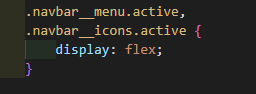 .navbar__menu.active,
.navbar__icons.active {
    display: flex;
}